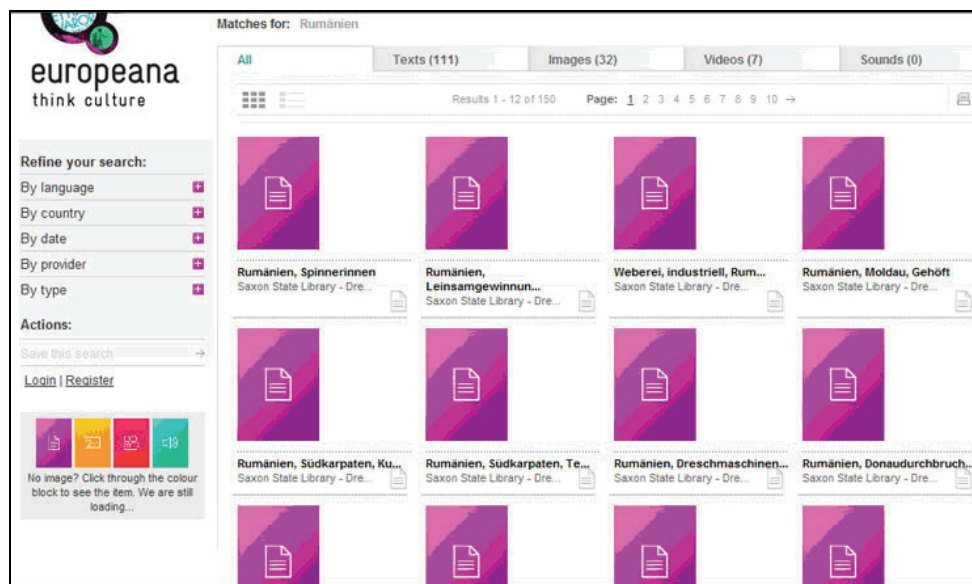 europeana
think culture
Matches for: Rumänien
All
Texts (111)
Images (32)
Videos (7)
Sounds (0)
Results 1 - 12 of 150
Page: 1 2 3 4 5 6 7 8 9 10 →
Refine your search:
By language
By country
By date
By provider
By type
Actions:
Save this search →
Login | Register
No image? Click through the colour
block to see the item. We are still
loading...
Rumänien, Spinnerinnen
Saxon State Library - Dre...
Rumänien,
Leinsamgewinnun...
Saxon State Library - Dre...
Weberei, industriell, Rum...
Saxon State Library - Dre...
Rumänien, Moldau, Gehöft
Saxon State Library - Dre...
Rumänien, Südkarpaten, Ku...
Saxon State Library - Dre...
Rumänien, Südkarpaten, Te...
Saxon State Library - Dre...
Rumänien, Dreschmaschinen...
Saxon State Library - Dre...
Rumänien, Donaudurchbruch...
Saxon State Library - Dre...